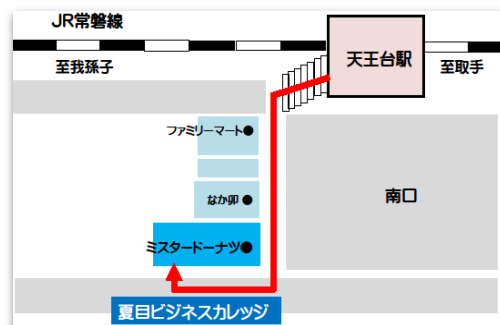 JR常磐線
天王台駅
至我孫子
至取手
ファミリーマート
なか卯
南口
ミスタードーナツ
夏目ビジネスカレッジ